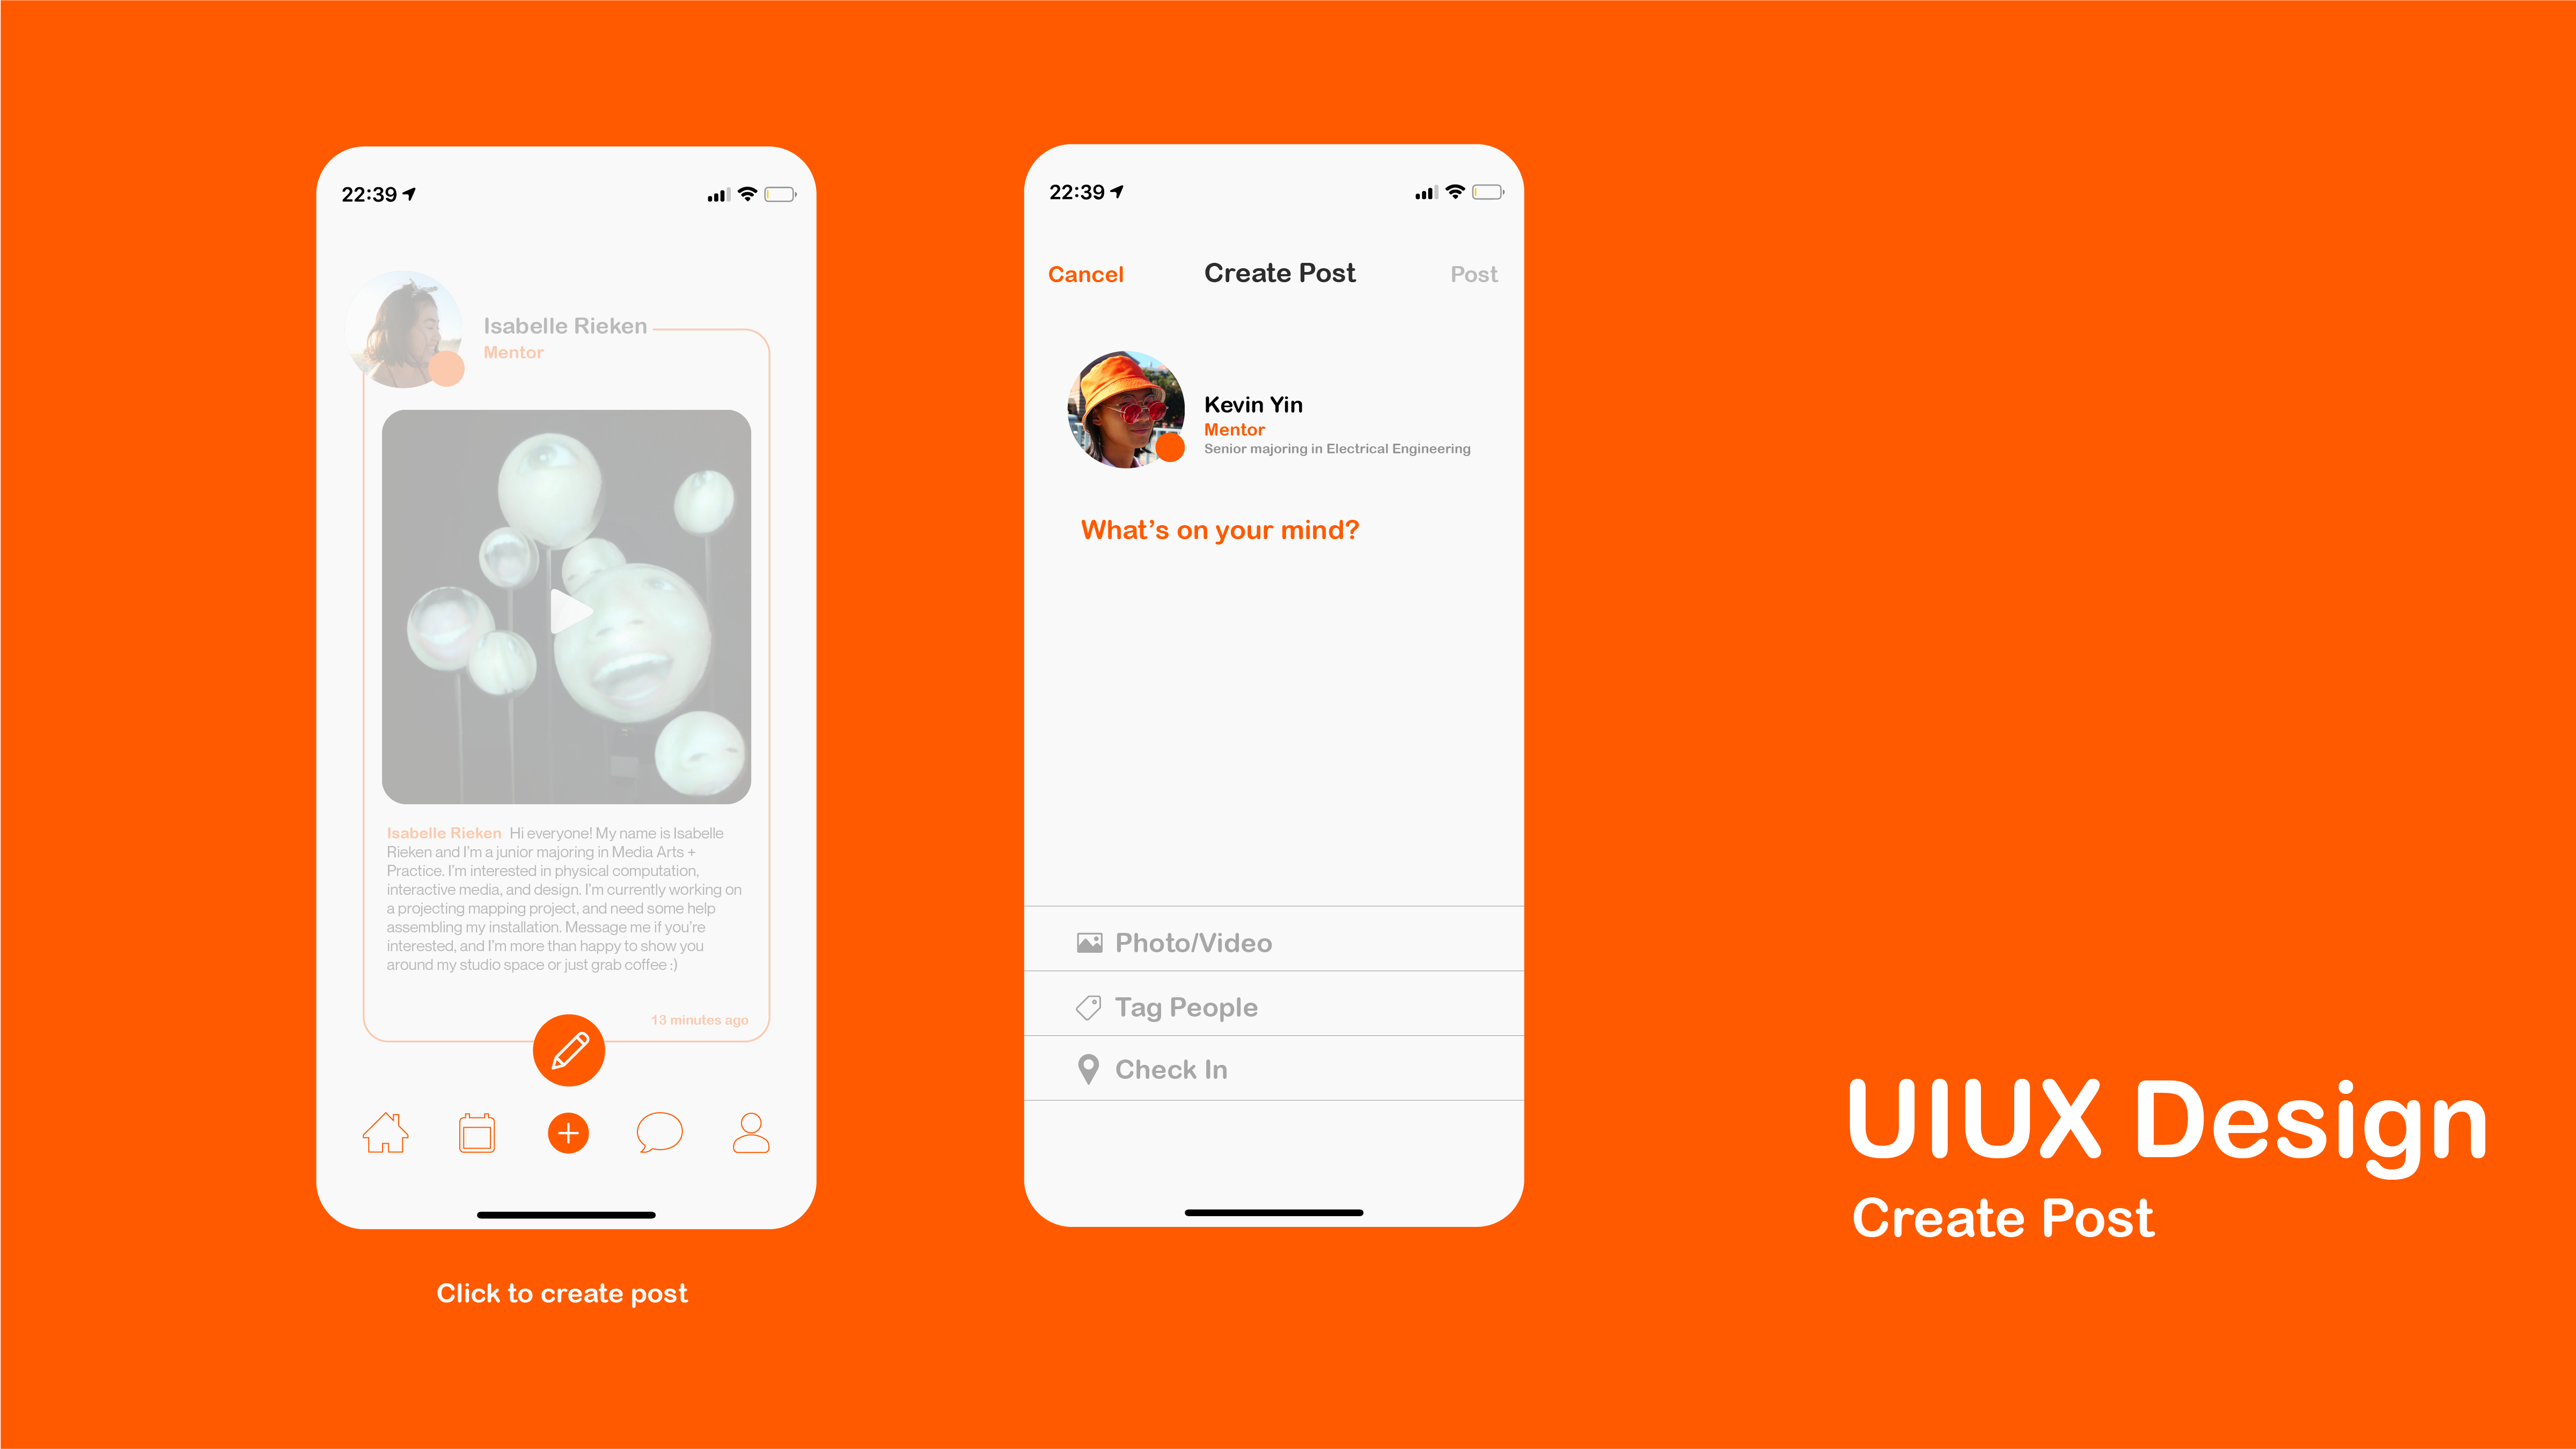 22:39
Isabelle Rieken
Mentor
Isabelle Rieken Hi everyone! My name is Isabelle
Rieken and I'm a junior majoring in Media Arts +
Practice. I'm interested in physical computation,
interactive media, and design. I'm currently working on
a projecting mapping project, and need some help
assembling my installation. Message me if you're
interested, and I'm more than happy to show you
around my studio space or just grab coffee :)
13 minutes ago
Click to create post
22:39
Cancel Create Post Post
Kevin Yin
Mentor
Senior majoring in Electrical Engineering
What's on your mind?
Photo/Video
Tag People
Check In
UIUX Design
Create Post